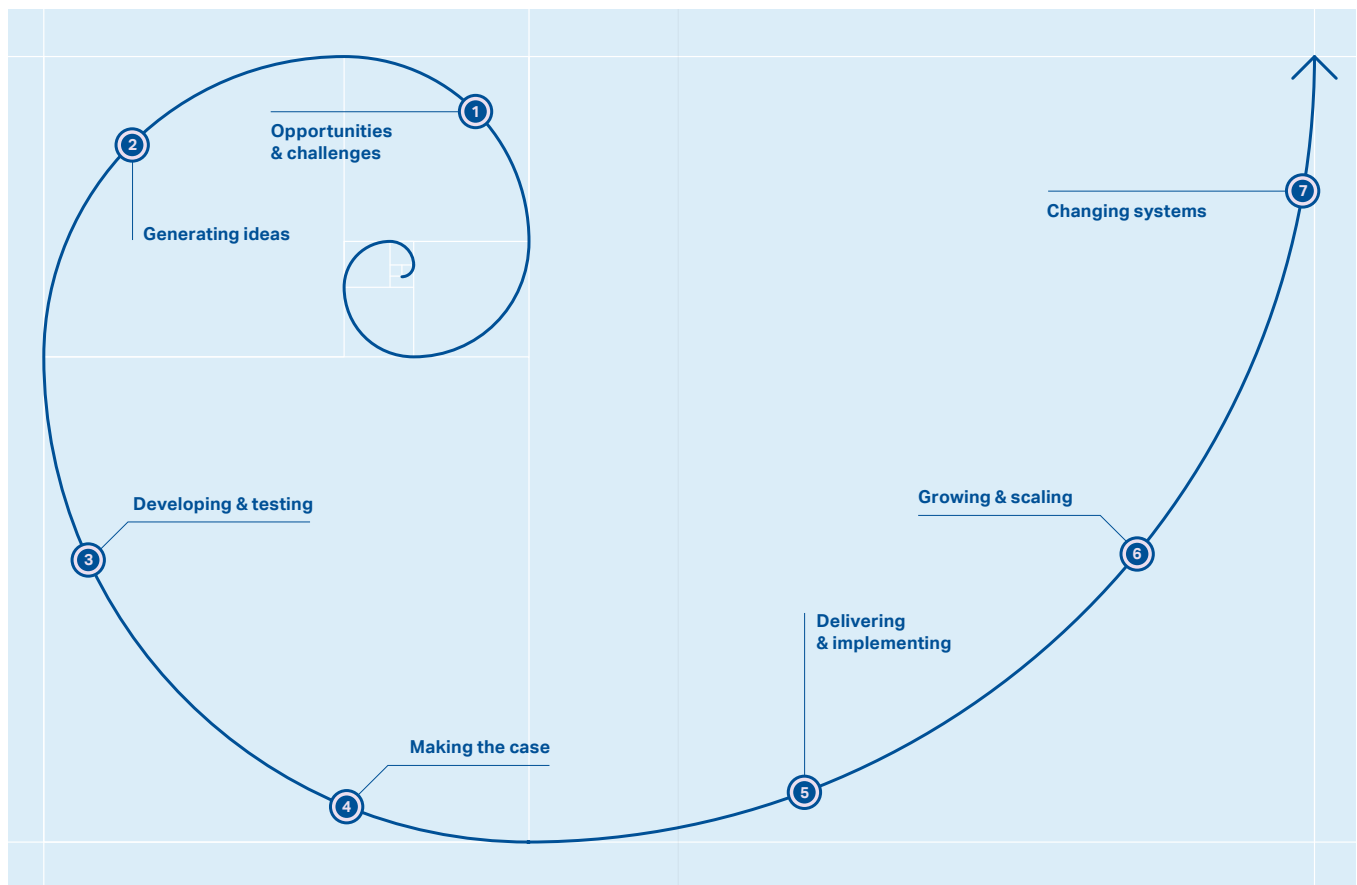 1
Opportunities
& challenges
2
Generating ideas
3
Developing & testing
4
Making the case
5
Delivering
& implementing
6
Growing & scaling
7
Changing systems